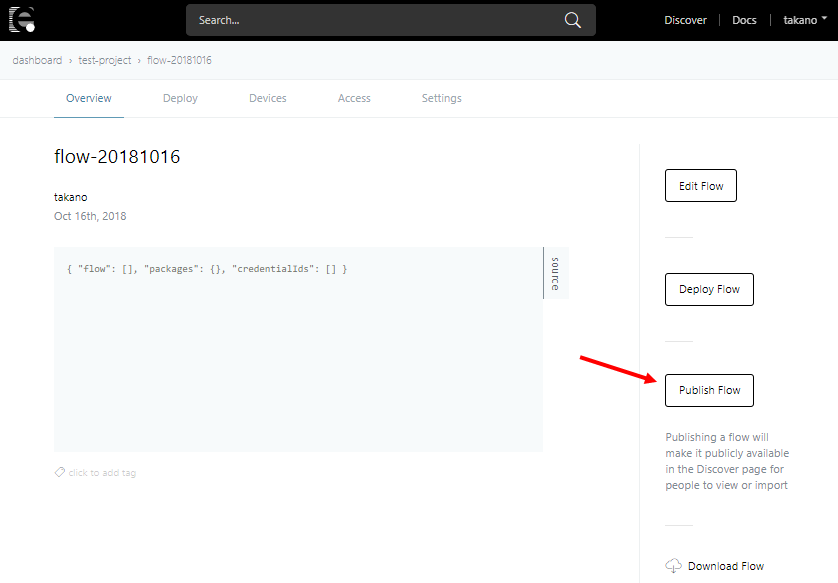 Search...
Discover
Docs
takano
dashboard › test-project › flow-20181016
Overview
Deploy
Devices
Access
Settings
flow-20181016
takano
Oct 16th, 2018
{ "flow": [], "packages": {}, "credentialIds": [] }
source
click to add tag
Edit Flow
Deploy Flow
Publish Flow
Publishing a flow will
make it publicly available
in the Discover page for
people to view or import
Download Flow